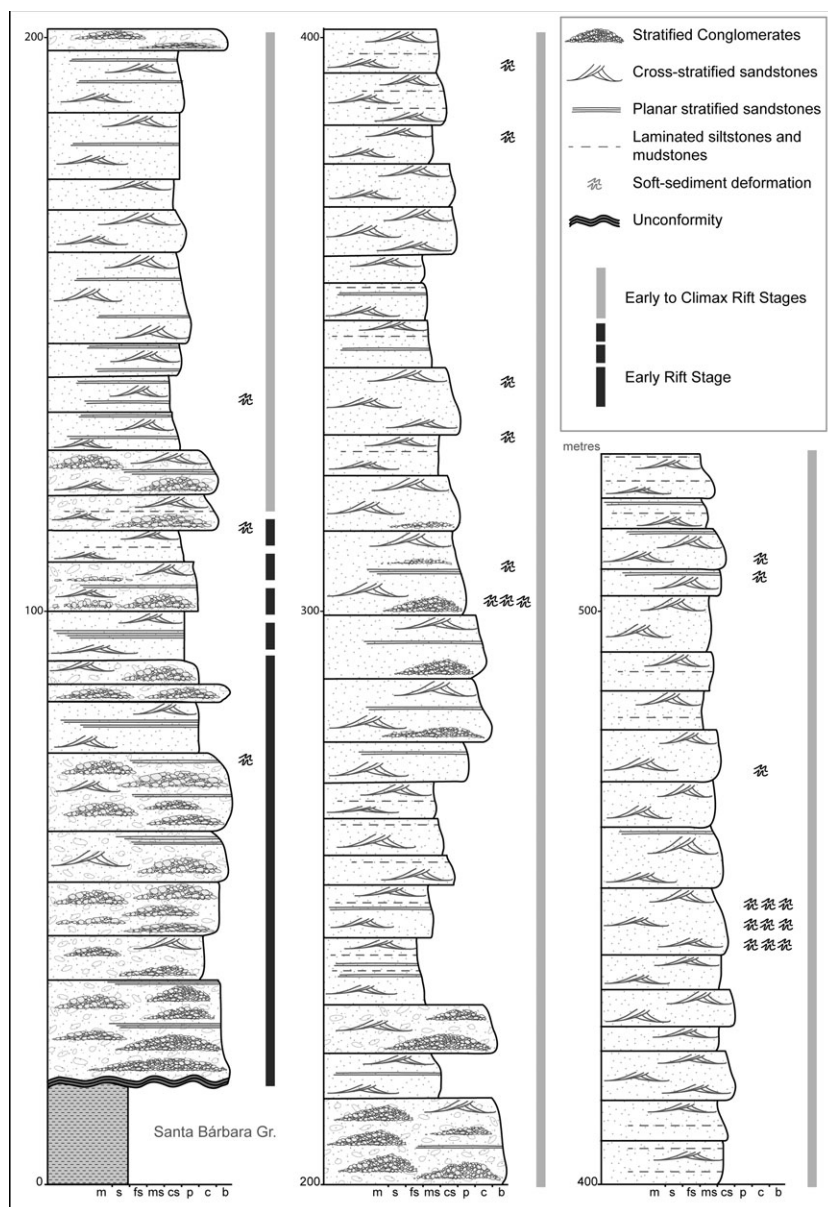 200
100
Santa Bárbara Gr.
0
m s fs ms cs p c b
400
300
200
m s fs ms cs p c b
Stratified Conglomerates
Cross-stratified sandstones
Planar stratified sandstones
Laminated siltstones and
mudstones
Soft-sediment deformation
Unconformity
Early to Climax Rift Stages
Early Rift Stage
metres
500
400
m s fs ms cs p c b